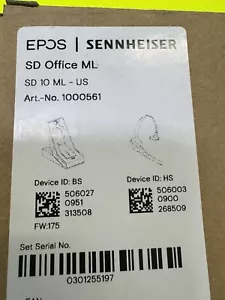 EPOS | SENNHEISER
SD Office ML
SD 10 ML - US
Art.-No. 1000561
Device ID: BS
506027
0951
313508
FW:175
Device ID: HS
506003
0900
268509
Set Serial No.
0301255197
EAN